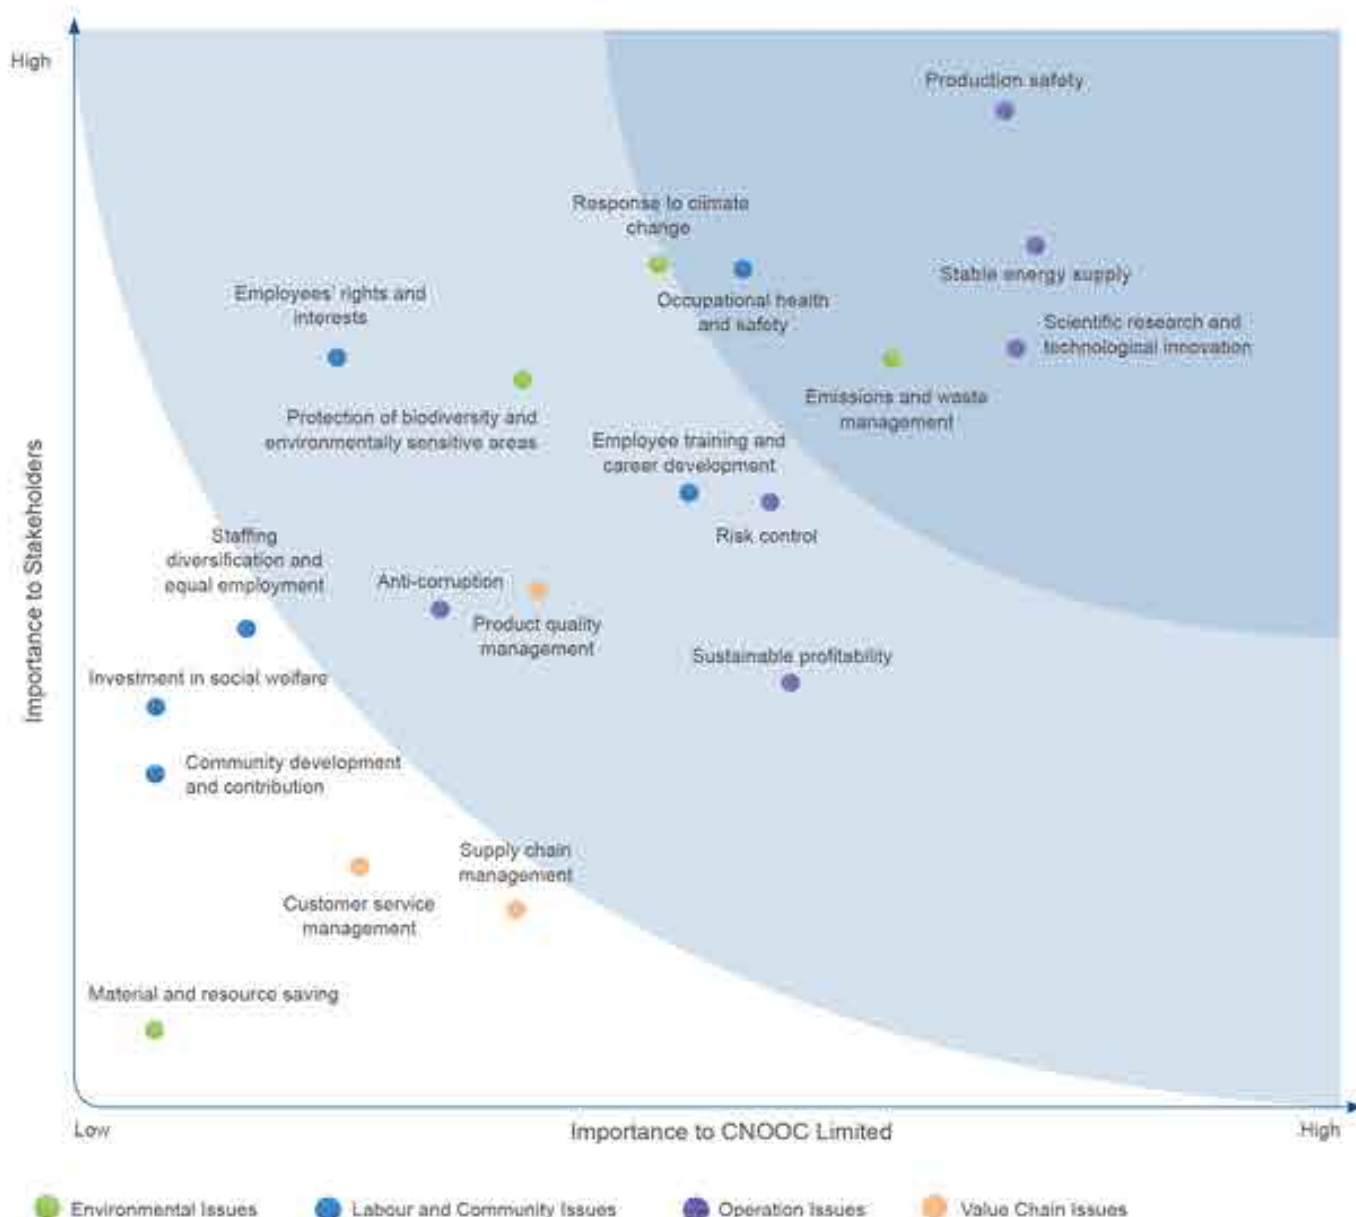 High
Production safety
Response to climate
change
Stable energy supply
Employees' rights and
interests
Occupational health
and safety
Scientific research and
technological innovation
Emissions and waste
management
Protection of biodiversity and
environmentally sensitive areas
Employee training and
career development
Risk control
Staffing
diversification and
equal employment
Anti-corruption
Product quality
management
Sustainable profitability
Investment in social welfare
Community development
and contribution
Supply chain
management
Customer service
management
Material and resource saving
Importance to Stakeholders
Low
Importance to CNOOC Limited
High
Environmental Issues
Labour and Community Issues
Operation Issues
Value Chain Issues